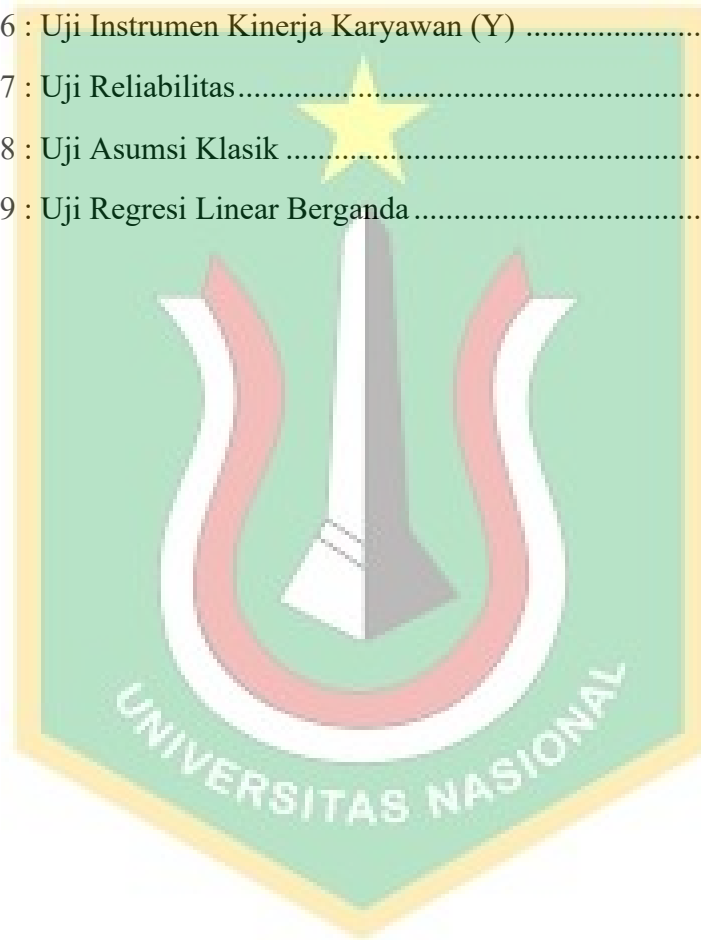 6 : Uji Instrumen Kinerja Karyawan (Y) .....................
7 : Uji Reliabilitas.....................................................
8 : Uji Asumsi Klasik ...............................................
9 : Uji Regresi Linear Berganda.................................
UNIVERSITAS NASIONAL